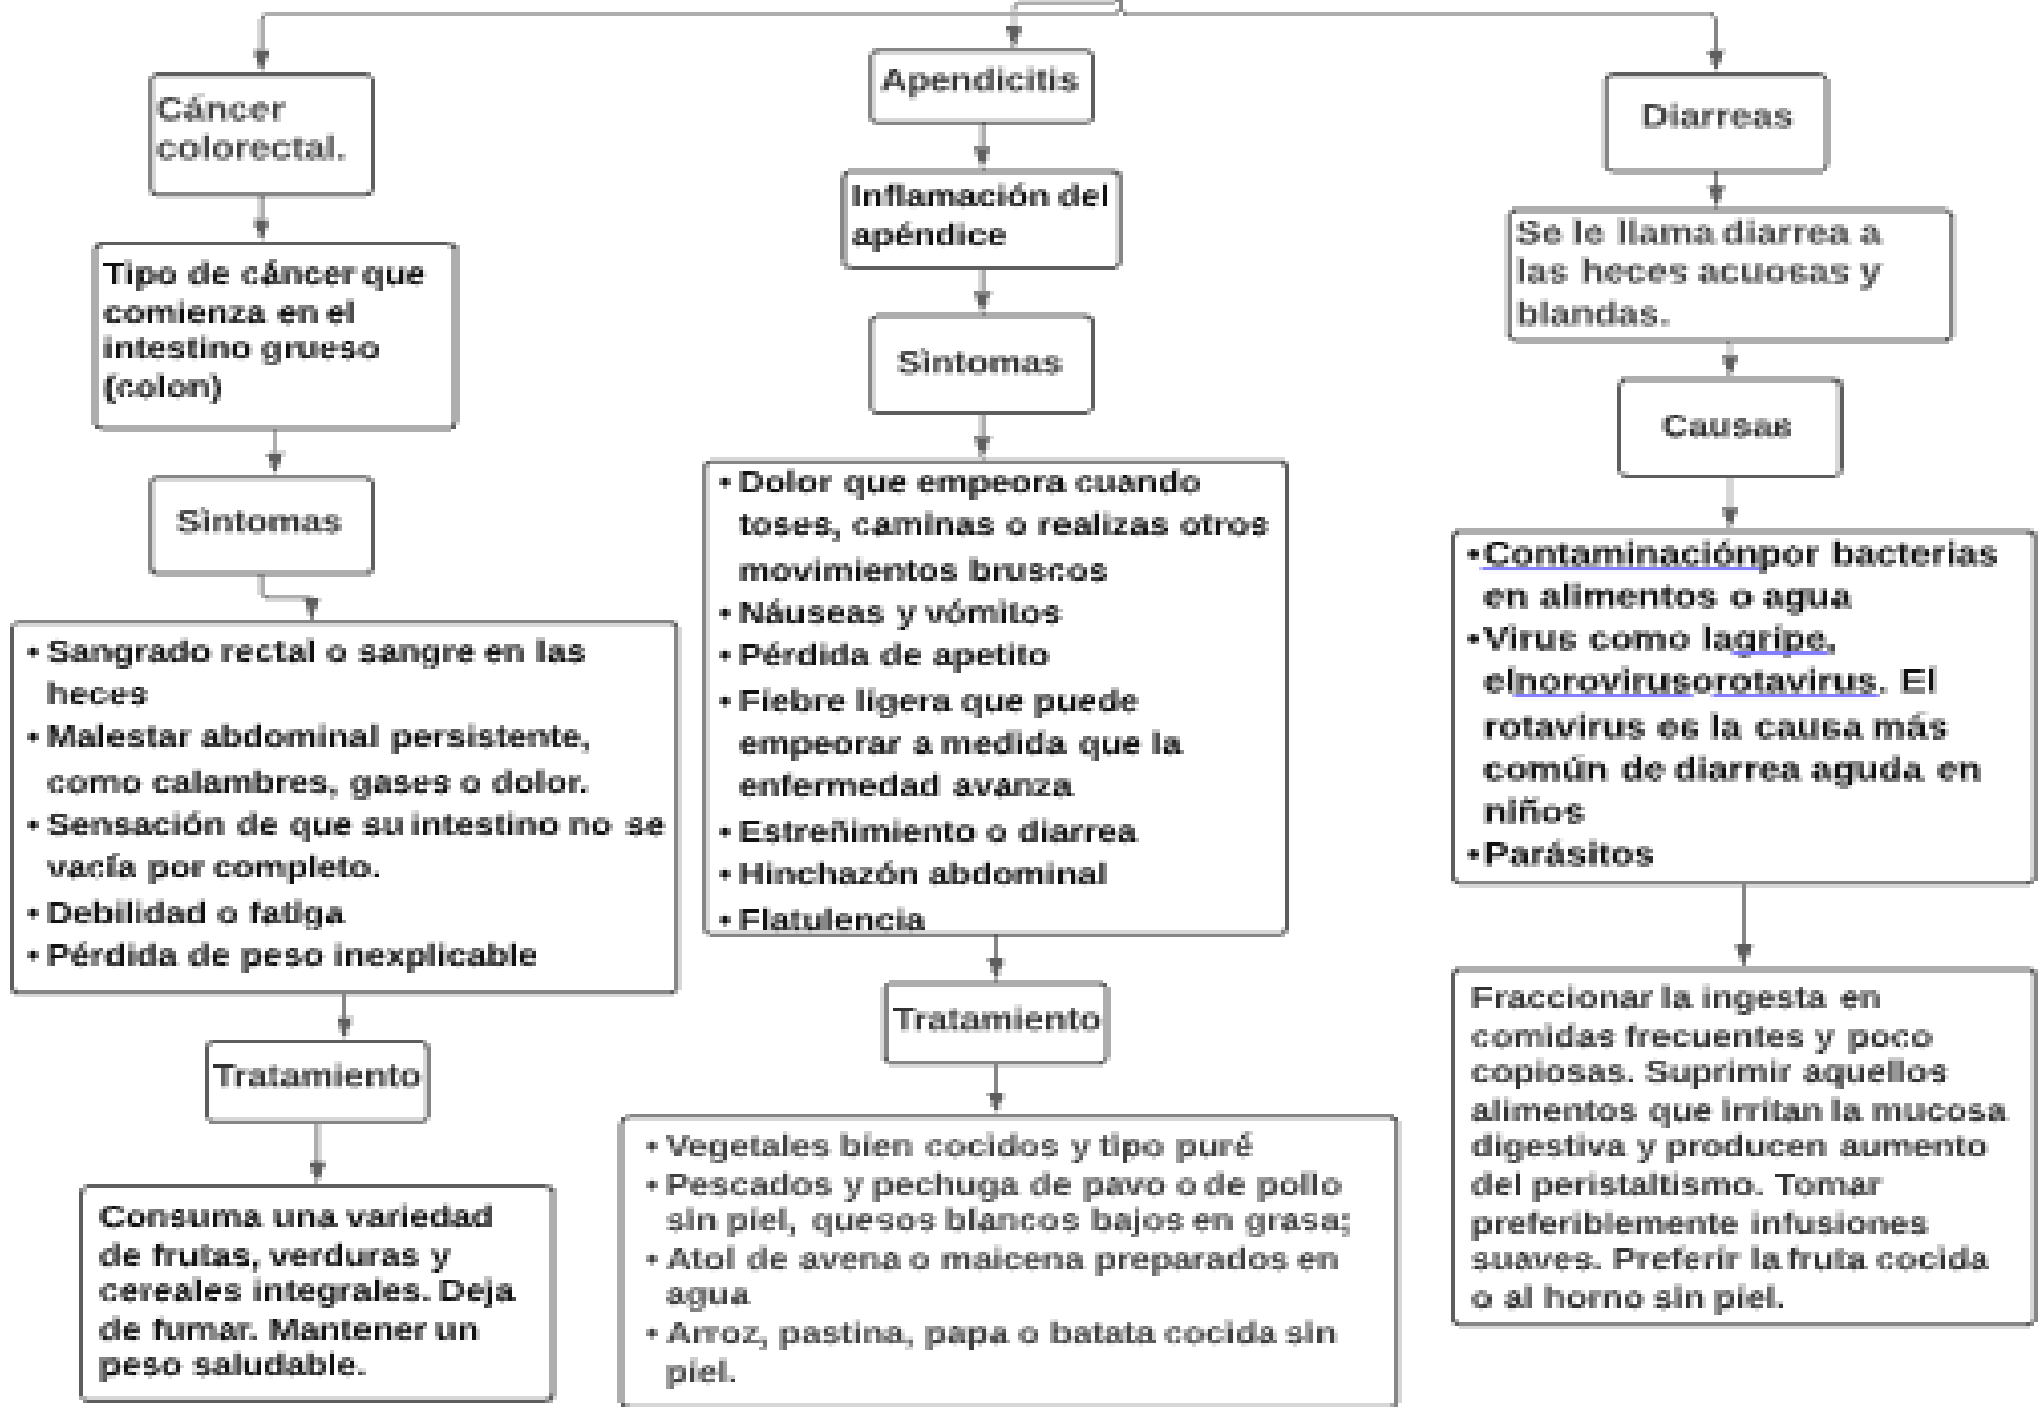 Cáncer
colorectal.
Tipo de cáncer que
comienza en el
intestino grueso
(colon)
Sìntomas
• Sangrado rectal o sangre en las
heces
• Malestar abdominal persistente,
como calambres, gases o dolor.
• Sensación de que su intestino no se
vacía por completo.
• Debilidad o fatiga
• Pérdida de peso inexplicable
Tratamiento
Consuma una variedad
de frutas, verduras y
cereales integrales. Deja
de fumar. Mantener un
peso saludable.
Apendicitis
Inflamación del
apéndice
Sìntomas
• Dolor que empeora cuando
toses, caminas o realizas otros
movimientos bruscos
• Náuseas y vómitos
• Pérdida de apetito
• Fiebre ligera que puede
empeorar a medida que la
enfermedad avanza
• Estreñimiento o diarrea
• Hinchazón abdominal
• Flatulencia
Tratamiento
• Vegetales bien cocidos y tipo puré
• Pescados y pechuga de pavo o de pollo
sin piel, quesos blancos bajos en grasa;
• Atol de avena o maicena preparados en
agua
• Arroz, pastina, papa o batata cocida sin
piel.
Diarreas
Se le llama diarrea a
las heces acuosas y
blandas.
Causas
•Contaminaciónpor bacterias
en alimentos o agua
•Virus como lagripe,
elnorovirusorotavirus. El
rotavirus es la causa más
común de diarrea aguda en
niños
•Parásitos
Fraccionar la ingesta en
comidas frecuentes y poco
copiosas. Suprimir aquellos
alimentos que irritan la mucosa
digestiva y producen aumento
del peristaltismo. Tomar
preferiblemente infusiones
suaves. Preferir la fruta cocida
o al horno sin piel.